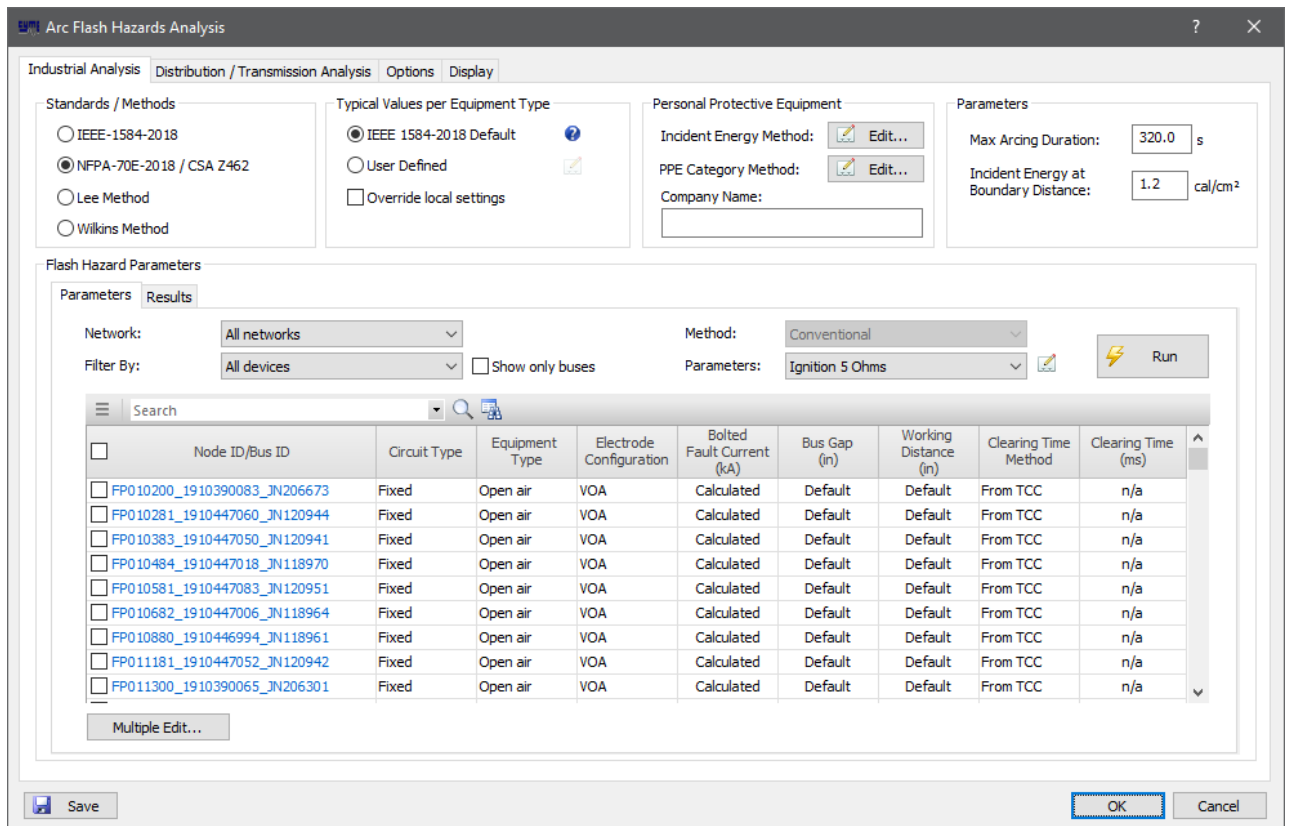 CYME Arc Flash Hazards Analysis
Industrial Analysis Distribution / Transmission Analysis Options Display
Standards / Methods
IEEE-1584-2018
NFPA-70E-2018 / CSA Z462
Lee Method
Wilkins Method
Typical Values per Equipment Type
IEEE 1584-2018 Default
User Defined
Override local settings
Personal Protective Equipment
Incident Energy Method: Edit...
PPE Category Method: Edit...
Company Name:
Parameters
Max Arcing Duration: 320.0 s
Incident Energy at
Boundary Distance: 1.2 cal/cm²
Flash Hazard Parameters
Parameters Results
Network: All networks Method: Conventional
Filter By: All devices Show only buses Parameters: Ignition 5 Ohms
Run
Search
Node ID/Bus ID Circuit Type Equipment Type Electrode Configuration Bolted Fault Current (kA) Bus Gap (in) Working Distance (in) Clearing Time Method Clearing Time (ms)
FP010200_1910390083_JN206673 Fixed Open air VOA Calculated Default Default From TCC n/a
FP010281_1910447060_JN120944 Fixed Open air VOA Calculated Default Default From TCC n/a
FP010383_1910447050_JN120941 Fixed Open air VOA Calculated Default Default From TCC n/a
FP010484_1910447018_JN118970 Fixed Open air VOA Calculated Default Default From TCC n/a
FP010581_1910447083_JN120951 Fixed Open air VOA Calculated Default Default From TCC n/a
FP010682_1910447006_JN118964 Fixed Open air VOA Calculated Default Default From TCC n/a
FP010880_1910446994_JN118961 Fixed Open air VOA Calculated Default Default From TCC n/a
FP011181_1910447052_JN120942 Fixed Open air VOA Calculated Default Default From TCC n/a
FP011300_1910390065_JN206301 Fixed Open air VOA Calculated Default Default From TCC n/a
Multiple Edit...
Save OK Cancel